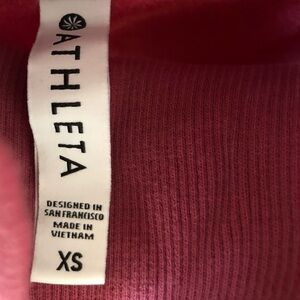 ATHLETA
DESIGNED IN
SAN FRANCISCO
MADE IN
VIETNAM
XS